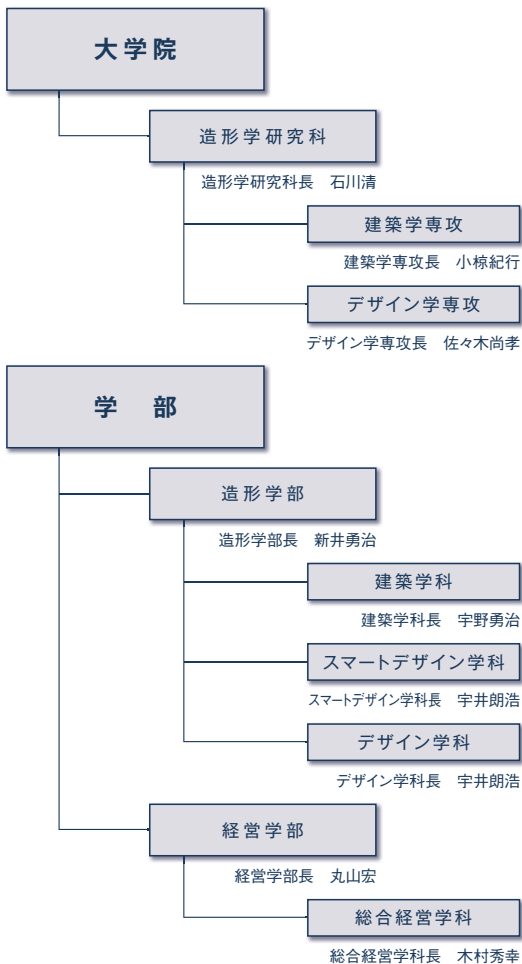 大学院
造形学研究科
造形学研究科長　石川清
建築学専攻
建築学専攻長　小椋紀行
デザイン学専攻
デザイン学専攻長　佐々木尚孝
学　部
造形学部
造形学部長　新井勇治
建築学科
建築学科長　宇野勇治
スマートデザイン学科
スマートデザイン学科長　宇井朗浩
デザイン学科
デザイン学科長　宇井朗浩
経営学部
経営学部長　丸山宏
総合経営学科
総合経営学科長　木村秀幸